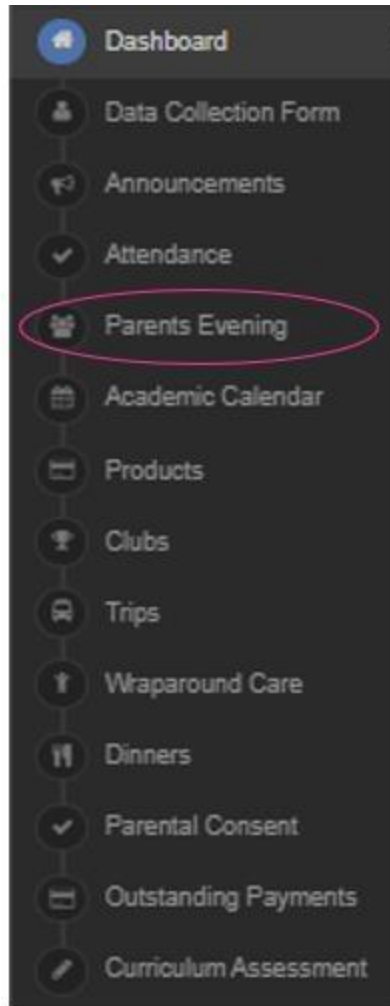 Dashboard
Data Collection Form
Announcements
Attendance
Parents Evening
Academic Calendar
Products
Clubs
Trips
Wraparound Care
Dinners
Parental Consent
Outstanding Payments
Curriculum Assessment